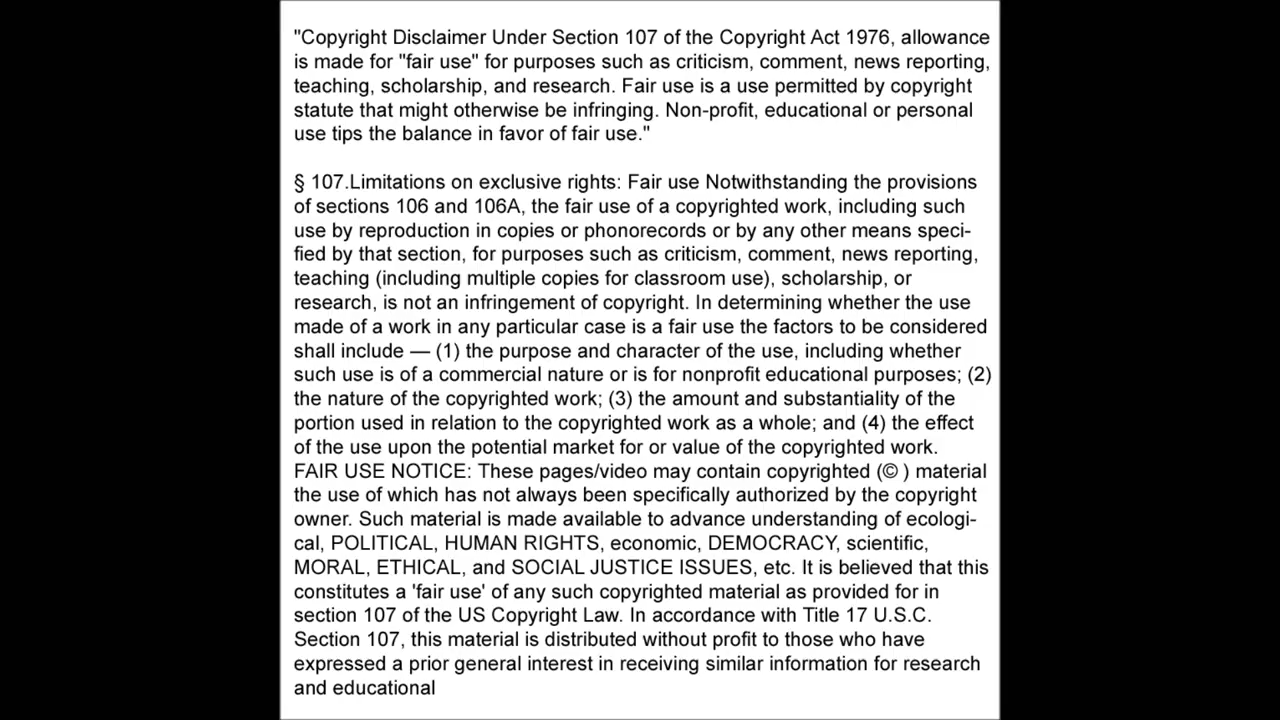 "Copyright Disclaimer Under Section 107 of the Copyright Act 1976, allowance
is made for "fair use" for purposes such as criticism, comment, news reporting,
teaching, scholarship, and research. Fair use is a use permitted by copyright
statute that might otherwise be infringing. Non-profit, educational or personal
use tips the balance in favor of fair use."
§ 107.Limitations on exclusive rights: Fair use Notwithstanding the provisions
of sections 106 and 106A, the fair use of a copyrighted work, including such
use by reproduction in copies or phonorecords or by any other means speci-
fied by that section, for purposes such as criticism, comment, news reporting,
teaching (including multiple copies for classroom use), scholarship, or
research, is not an infringement of copyright. In determining whether the use
made of a work in any particular case is a fair use the factors to be considered
shall include — (1) the purpose and character of the use, including whether
such use is of a commercial nature or is for nonprofit educational purposes; (2)
the nature of the copyrighted work; (3) the amount and substantiality of the
portion used in relation to the copyrighted work as a whole; and (4) the effect
of the use upon the potential market for or value of the copyrighted work.
FAIR USE NOTICE: These pages/video may contain copyrighted (© ) material
the use of which has not always been specifically authorized by the copyright
owner. Such material is made available to advance understanding of ecologi-
cal, POLITICAL, HUMAN RIGHTS, economic, DEMOCRACY, scientific,
MORAL, ETHICAL, and SOCIAL JUSTICE ISSUES, etc. It is believed that this
constitutes a 'fair use' of any such copyrighted material as provided for in
section 107 of the US Copyright Law. In accordance with Title 17 U.S.C.
Section 107, this material is distributed without profit to those who have
expressed a prior general interest in receiving similar information for research
and educational